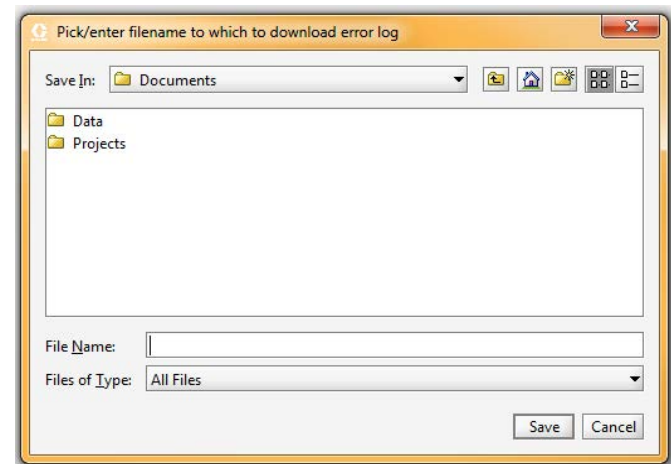 Pick/enter filename to which to download error log
Save In: Documents
Data
Projects
File Name:
Files of Type: All Files
Save Cancel